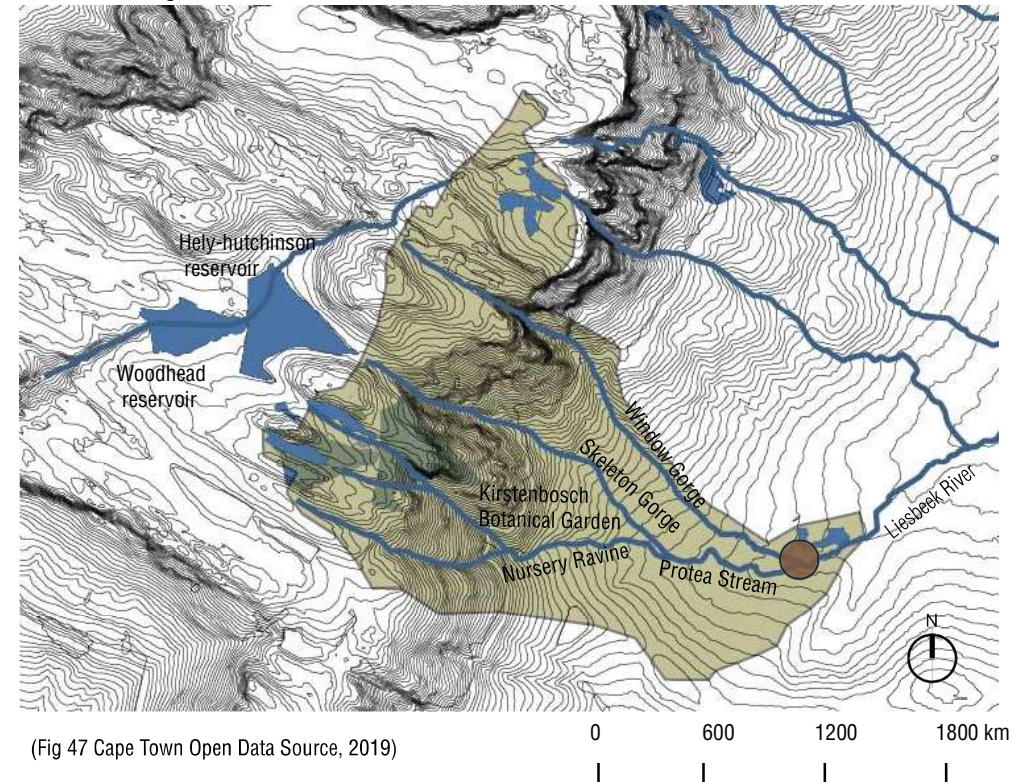 Hely-hutchinson
reservoir
Woodhead
reservoir
Window Gorge
Skeleton Gorge
Kirstenbosch
Botanical Garden
Nursery Ravine
Protea Stream
Liesbeek River
N
(Fig 47 Cape Town Open Data Source, 2019)
0 600 1200 1800 km